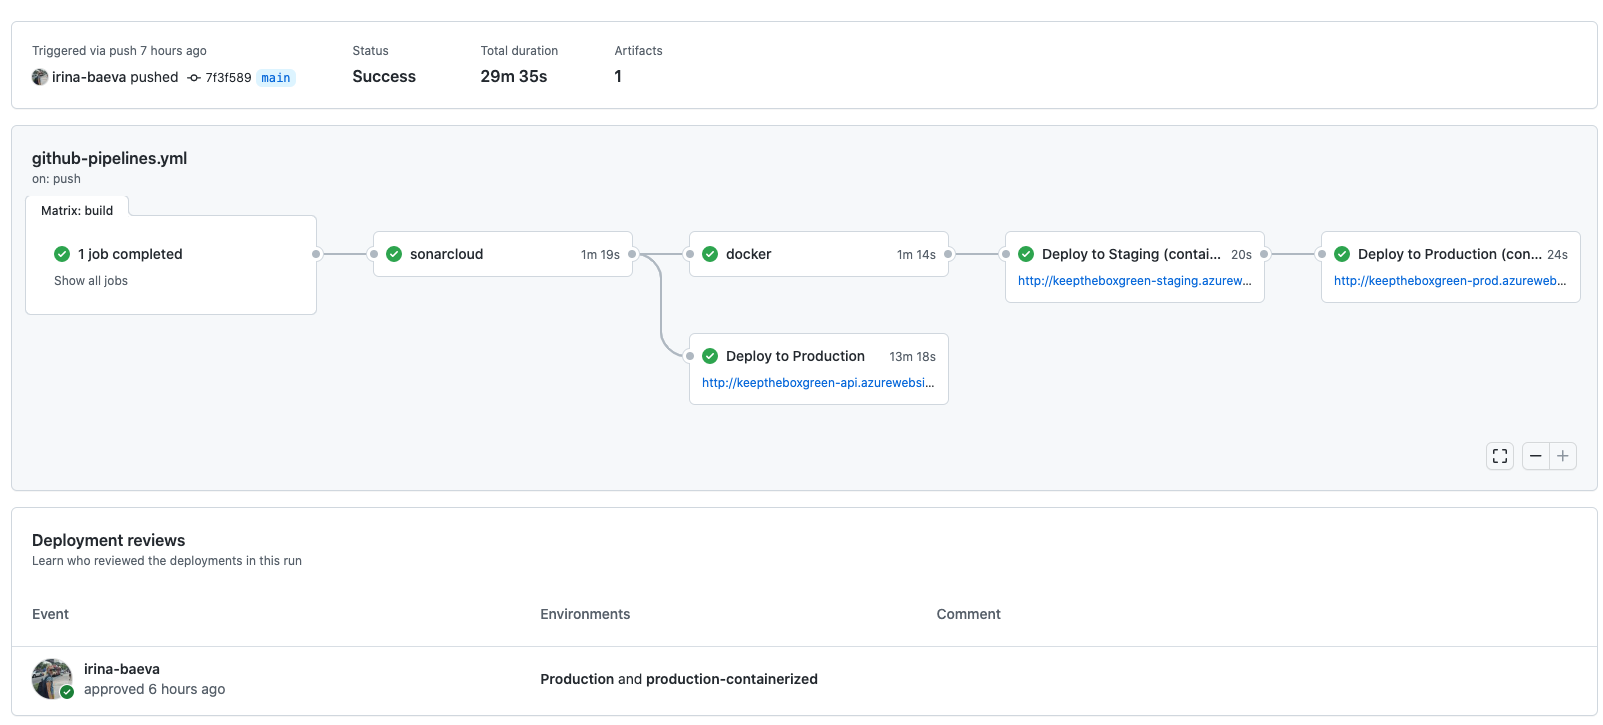 Triggered via push 7 hours ago
irina-baeva pushed 7f3f589 main
Status
Success
Total duration
29m 35s
Artifacts
1
github-pipelines.yml
on: push
Matrix: build
1 job completed
Show all jobs
sonarcloud 1m 19s
docker 1m 14s
Deploy to Staging (contai... 20s
http://keeptheboxgreen-staging.azurew...
Deploy to Production (con... 24s
http://keeptheboxgreen-prod.azureweb...
Deploy to Production 13m 18s
http://keeptheboxgreen-api.azurewebsi...
Deployment reviews
Learn who reviewed the deployments in this run
Event Environments Comment
irina-baeva
approved 6 hours ago
Production and production-containerized